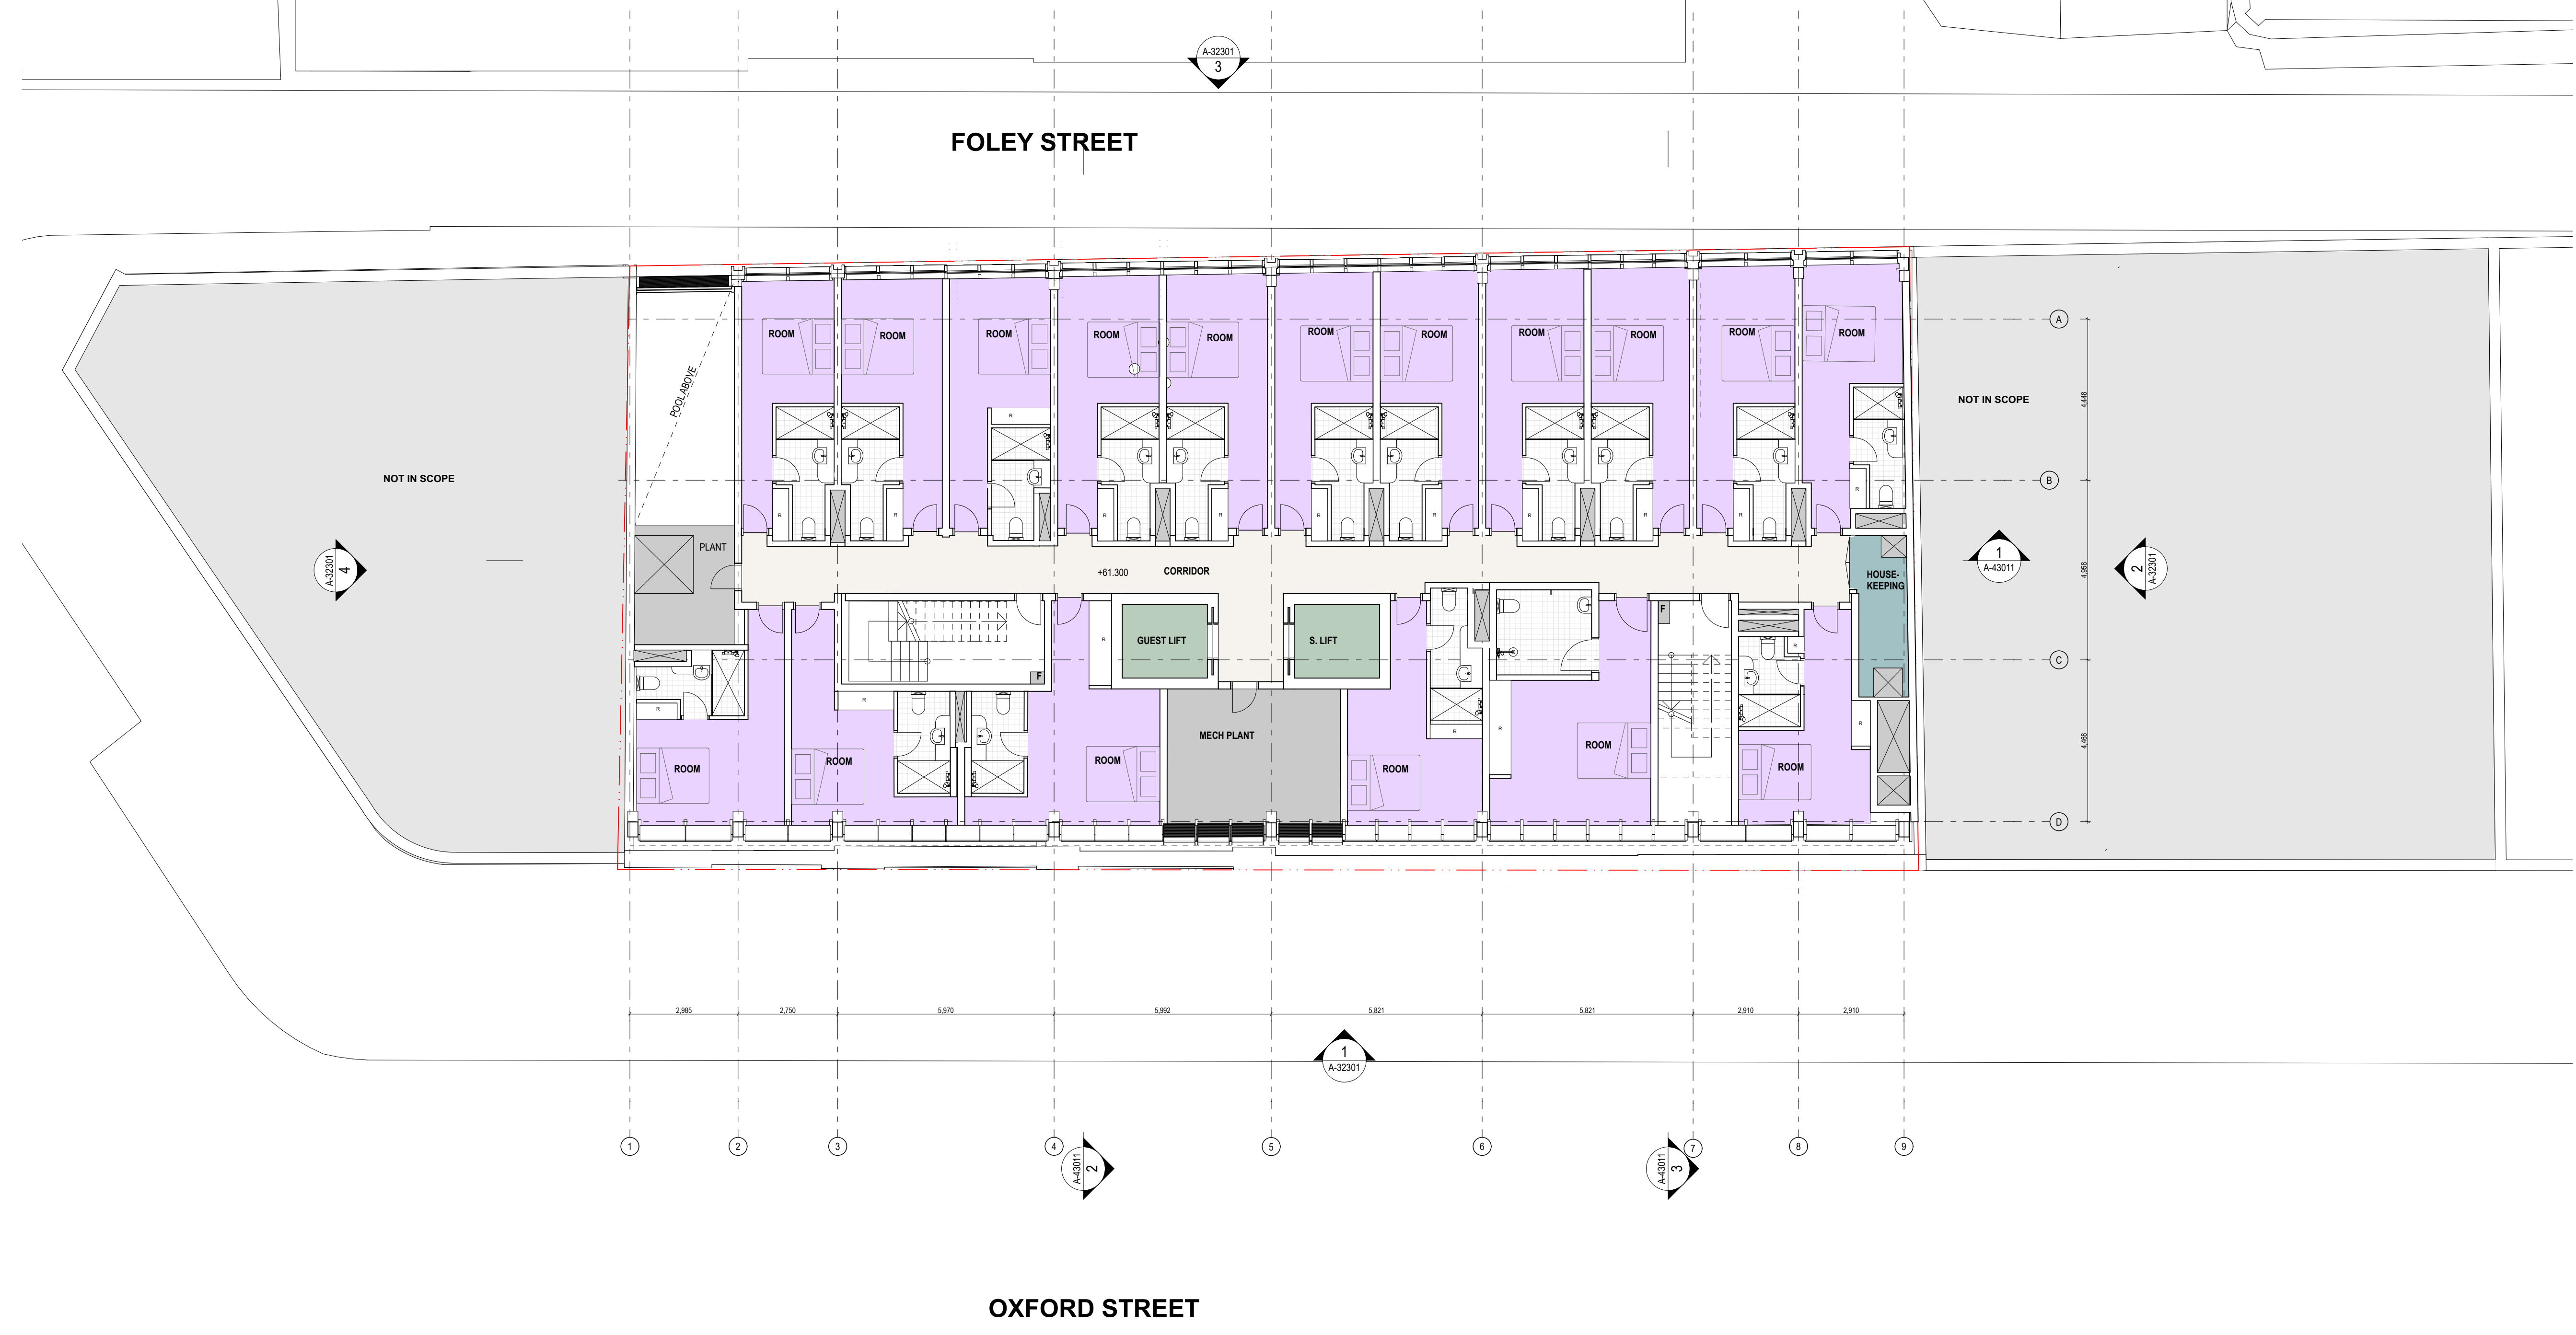 A-32301
3
FOLEY STREET
ROOM
ROOM
ROOM
ROOM
ROOM
ROOM
ROOM
ROOM
ROOM
ROOM
ROOM
A
POOL ABOVE
NOT IN SCOPE
4,448
R
NOT IN SCOPE
B
R
R
R
R
R
R
R
R
R
R
PLANT
A-32301
4
+61.300
CORRIDOR
HOUSE-
KEEPING
1
A-43011
2
A-32301
4,958
F
R
GUEST LIFT
S. LIFT
R
C
F
R
R
R
R
R
MECH PLANT
4,468
ROOM
ROOM
ROOM
ROOM
ROOM
ROOM
D
2,985
2,750
5,970
5,992
5,821
5,821
2,910
2,910
1
A-32301
1
2
3
4
5
6
7
8
9
A-43011
2
A-43011
3
OXFORD STREET